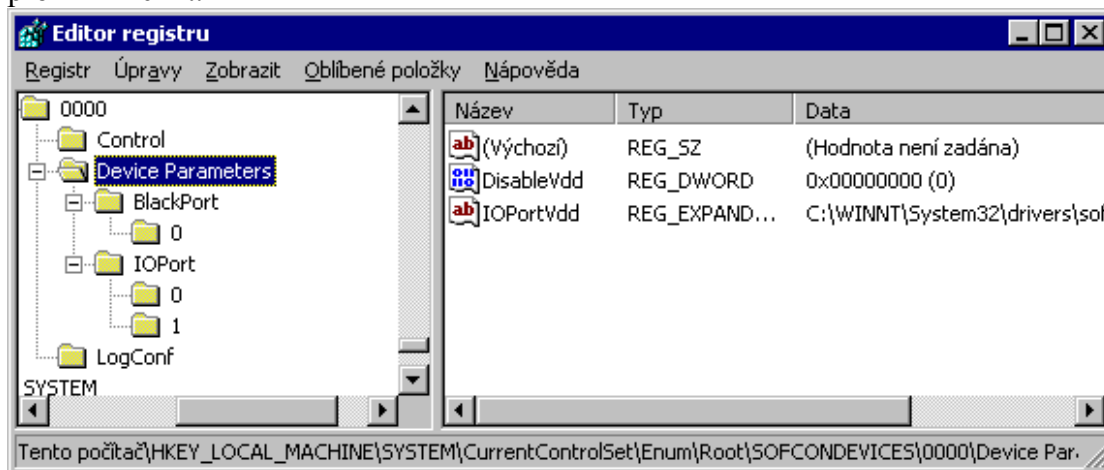 Editor registru
Registr Úpravy Zobrazit Oblíbené položky Nápověda
0000
Control
Device Parameters
BlackPort
0
IOPort
0
1
LogConf
SYSTEM
Název Typ Data
(Výchozí) REG_SZ (Hodnota není zadána)
DisableVdd REG_DWORD 0x00000000 (0)
IOPortVdd REG_EXPAND... C:\WINNT\System32\drivers\sof
Tento počítač\HKEY_LOCAL_MACHINE\SYSTEM\CurrentControlSet\Enum\Root\SOFCONDEVICES\0000\Device Par